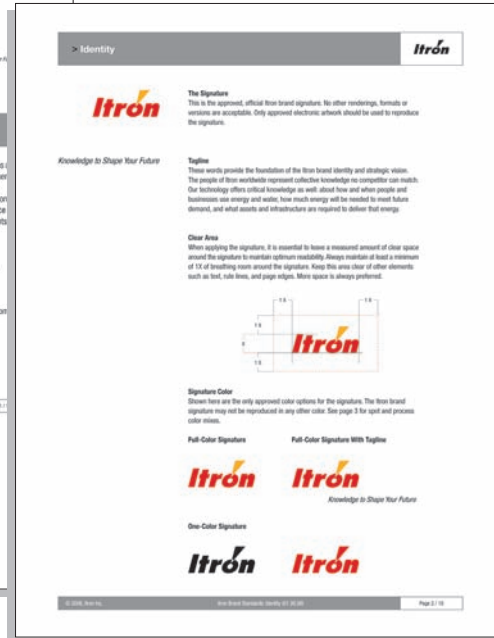 > Identity
Itron
Itron
The Signature
This is the approved, official Itron brand signature. No other renderings, formats or
versions are acceptable. Only approved electronic artwork should be used to reproduce
the signature.
Knowledge to Shape Your Future
Tagline
These words provide the foundation of the Itron brand identity and strategic vision.
The people of Itron worldwide represent collective knowledge no competitor can match.
Our technology offers critical knowledge as well: about how and when people and
businesses use energy and water, how much energy will be needed to meet future
demand, and what assets and infrastructure are required to deliver that energy.
Clear Area
When applying the signature, it is essential to leave a measured amount of clear space
around the signature to maintain optimum readability. Always maintain at least a minimum
of 1X of breathing room around the signature. Keep this area clear of other elements
such as text, rule lines, and page edges. More space is always preferred.
1 X
1 X
1 X
X
1 X
Itron
Signature Color
Shown here are the only approved color options for the signature. The Itron brand
signature may not be reproduced in any other color. See page 3 for spot and process
color mixes.
Full-Color Signature
Full-Color Signature With Tagline
Itron
Itron
Knowledge to Shape Your Future
One-Color Signature
Itron
Itron
Itron Brand Standards: Identity